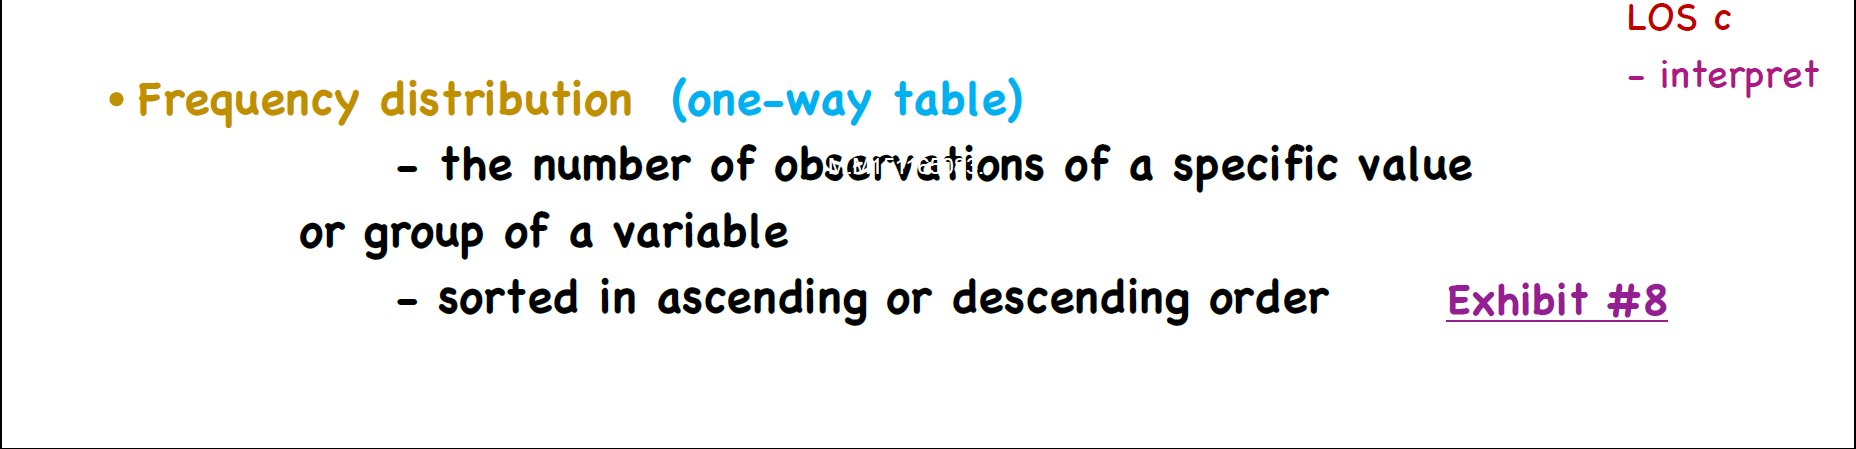 LOS c
- interpret
• Frequency distribution (one-way table)
- the number of observations of a specific value
or group of a variable
- sorted in ascending or descending order Exhibit #8